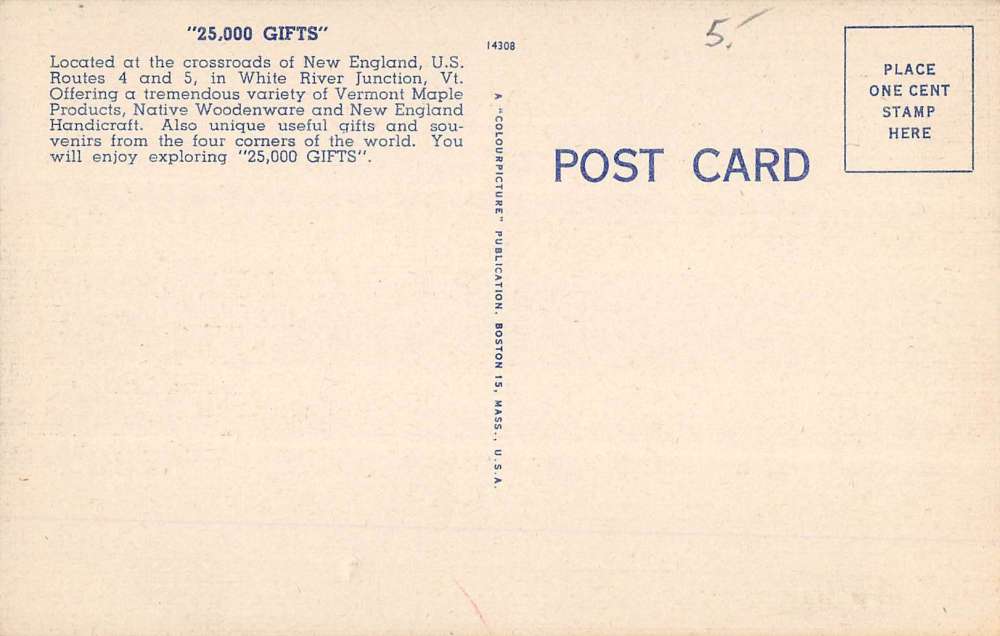 "25,000 GIFTS"
Located at the crossroads of New England, U.S.
Routes 4 and 5, in White River Junction, Vt.
Offering a tremendous variety of Vermont Maple
Products, Native Woodenware and New England
Handicraft. Also unique useful gifts and sou-
venirs from the four corners of the world. You
will enjoy exploring "25,000 GIFTS".
14308
A "COLOURPICTURE" PUBLICATION, BOSTON 15, MASS., U.S.A.
5.
POST CARD
PLACE
ONE CENT
STAMP
HERE